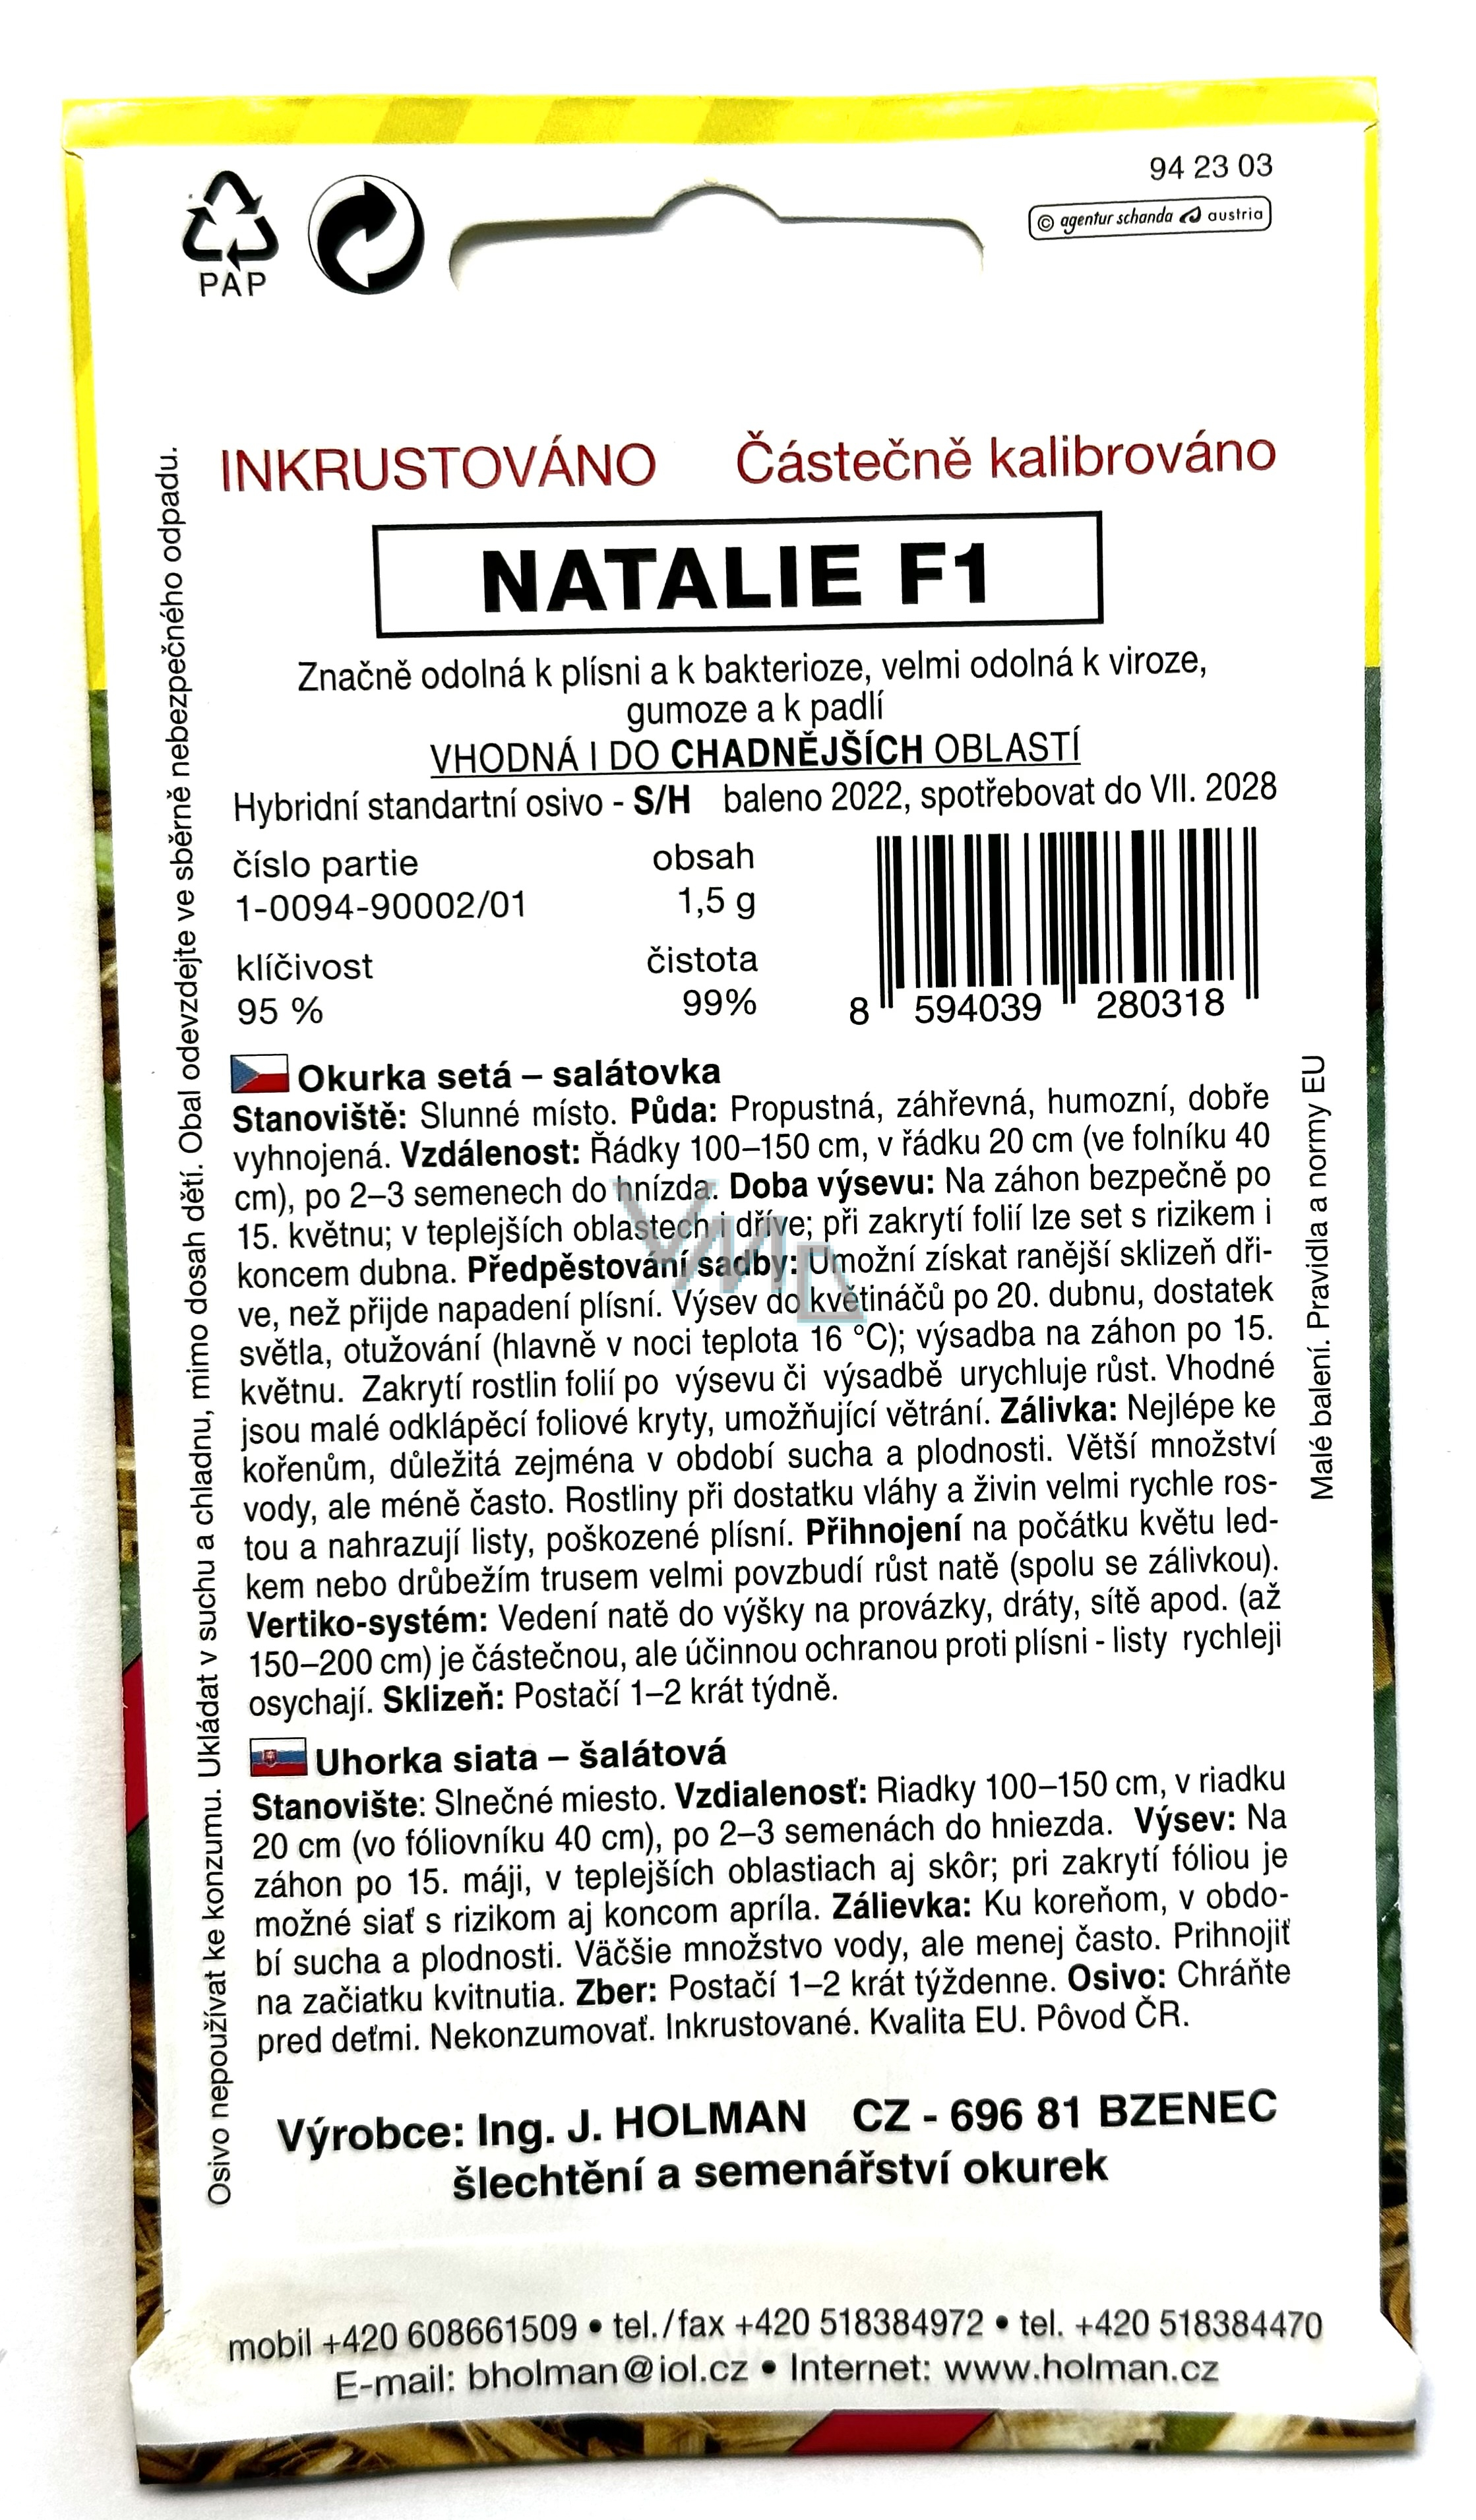 94 23 03
© agentur schanda austria
PAP
INKRUSTOVÁNO Částečně kalibrováno
NATALIE F1
Značně odolná k plísni a k bakterioze, velmi odolná k viroze,
gumoze a k padlí
VHODNÁ I DO CHADNĚJŠÍCH OBLASTÍ
Hybridní standartní osivo - S/H baleno 2022, spotřebovat do VII. 2028
číslo partie obsah
1-0094-90002/01 1,5 g
klíčivost čistota
95 % 99%
8 594039 280318
Okurka setá – salátovka
Stanoviště: Slunné místo. Půda: Propustná, záhřevná, humozní, dobře
vyhnojená. Vzdálenost: Řádky 100–150 cm, v řádku 20 cm (ve folníku 40
cm), po 2–3 semenech do hnízda. Doba výsevu: Na záhon bezpečně po
15. květnu; v teplejších oblastech i dříve; při zakrytí folií lze set s rizikem i
koncem dubna. Předpěstování sadby: Umožní získat ranější sklizeň dří-
ve, než přijde napadení plísní. Výsev do květináčů po 20. dubnu, dostatek
světla, otužování (hlavně v noci teplota 16 °C); výsadba na záhon po 15.
květnu. Zakrytí rostlin folií po výsevu či výsadbě urychluje růst. Vhodné
jsou malé odklápěcí foliové kryty, umožňující větrání. Zálivka: Nejlépe ke
kořenům, důležitá zejména v období sucha a plodnosti. Větší množství
vody, ale méně často. Rostliny při dostatku vláhy a živin velmi rychle ros-
tou a nahrazují listy, poškozené plísní. Přihnojení na počátku květu led-
kem nebo drůbežím trusem velmi povzbudí růst natě (spolu se zálivkou).
Vertiko-systém: Vedení natě do výšky na provázky, dráty, sítě apod. (až
150–200 cm) je částečnou, ale účinnou ochranou proti plísni - listy rychleji
osychají. Sklizeň: Postačí 1–2 krát týdně.
Uhorka siata – šalátová
Stanovište: Slnečné miesto. Vzdialenosť: Riadky 100–150 cm, v riadku
20 cm (vo fóliovníku 40 cm), po 2–3 semenách do hniezda. Výsev: Na
záhon po 15. máji, v teplejších oblastiach aj skôr; pri zakrytí fóliou je
možné siať s rizikom aj koncom apríla. Zálievka: Ku koreňom, v obdo-
bí sucha a plodnosti. Väčšie množstvo vody, ale menej často. Prihnojiť
na začiatku kvitnutia. Zber: Postačí 1–2 krát týždenne. Osivo: Chráňte
pred deťmi. Nekonzumovať. Inkrustované. Kvalita EU. Pôvod ČR.
Výrobce: Ing. J. HOLMAN CZ - 696 81 BZENEC
šlechtění a semenářství okurek
mobil +420 608661509 • tel./fax +420 518384972 • tel. +420 518384470
E-mail: bholman@iol.cz • Internet: www.holman.cz
Osivo nepoužívat ke konzumu. Ukládat v suchu a chladnu, mimo dosah dětí. Obal odevzdejte ve sběrně nebezpečného odpadu.
Malé balení. Pravidla a normy EU